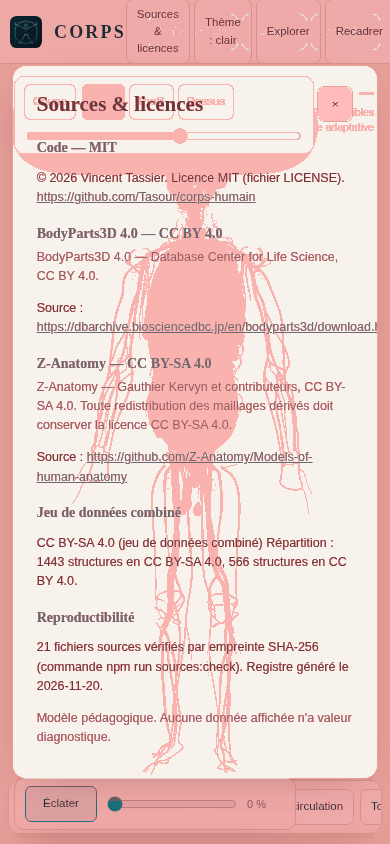 CORPS
Sources
&
licences
Thème
: clair
Explorer
Recadrer
Sources & licences
×
Code — MIT
© 2026 Vincent Tassier. Licence MIT (fichier LICENSE).
https://github.com/Tasour/corps-humain
BodyParts3D 4.0 — CC BY 4.0
BodyParts3D 4.0 — Database Center for Life Science,
CC BY 4.0.
Source :
https://dbarchive.biosciencedbc.jp/en/bodyparts3d/download.h
Z-Anatomy — CC BY-SA 4.0
Z-Anatomy — Gauthier Kervyn et contributeurs, CC BY-
SA 4.0. Toute redistribution des maillages dérivés doit
conserver la licence CC BY-SA 4.0.
Source : https://github.com/Z-Anatomy/Models-of-
human-anatomy
Jeu de données combiné
CC BY-SA 4.0 (jeu de données combiné) Répartition :
1443 structures en CC BY-SA 4.0, 566 structures en CC
BY 4.0.
Reproductibilité
21 fichiers sources vérifiés par empreinte SHA-256
(commande npm run sources:check). Registre généré le
2026-11-20.
Modèle pédagogique. Aucune donnée affichée n'a valeur
diagnostique.
Éclater
0 %
circulation